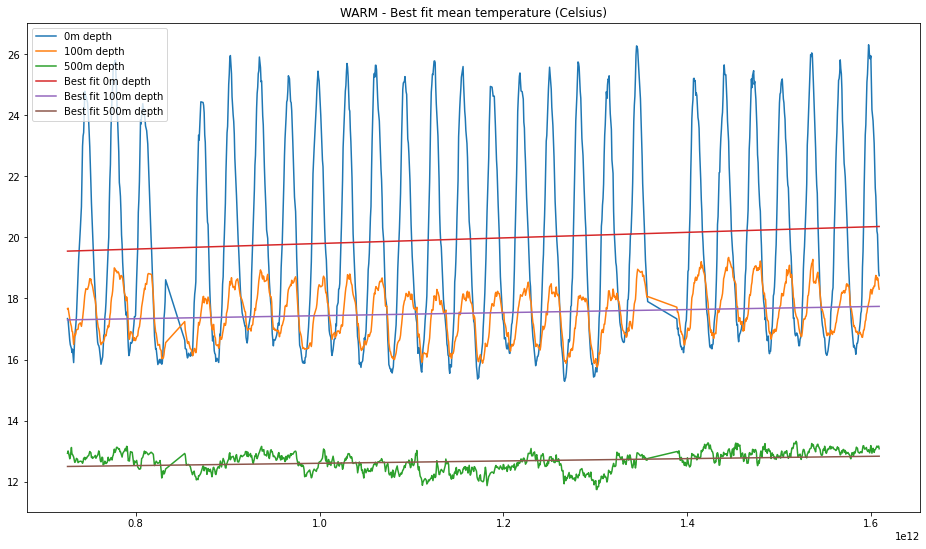 WARM - Best fit mean temperature (Celsius)
0m depth
100m depth
500m depth
Best fit 0m depth
Best fit 100m depth
Best fit 500m depth
26
24
22
20
18
16
14
12
0.8 1.0 1.2 1.4 1.6
1e12